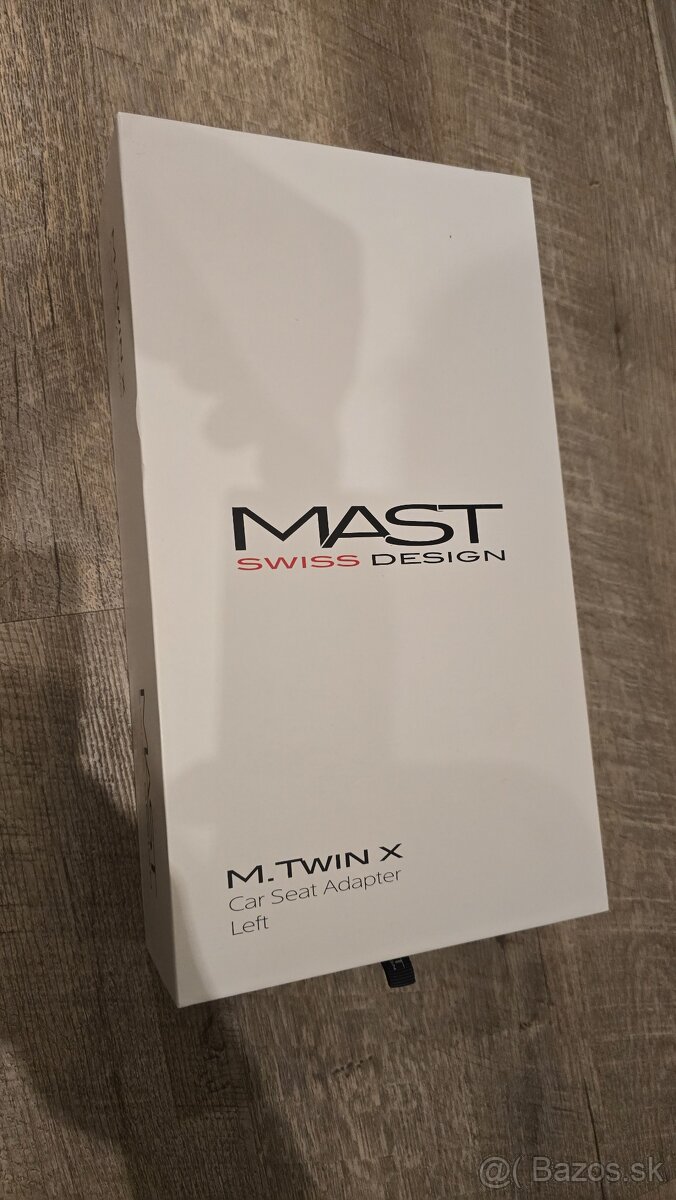 MAST
SWISS DESIGN
M.TWIN X
Car Seat Adapter
Left
@( Bazos.sk